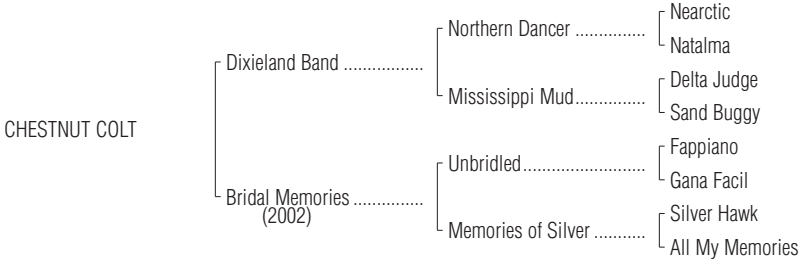 Nearctic
Northern Dancer ...............
Natalma
Dixieland Band .................
Delta Judge
Mississippi Mud...............
Sand Buggy
CHESTNUT COLT
Fappiano
Unbridled..........................
Gana Facil
Bridal Memories ...............
(2002)
Silver Hawk
Memories of Silver ...........
All My Memories